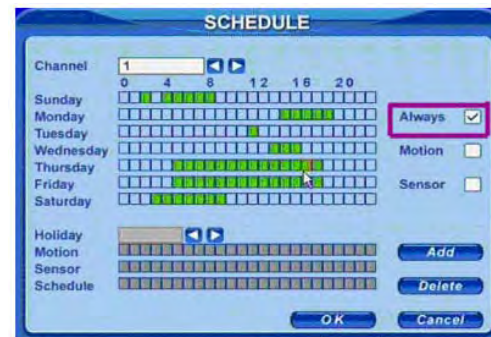 SCHEDULE
Channel 1
0 4 8 12 16 20
Sunday
Monday
Always
Tuesday
Wednesday
Motion
Thursday
Friday
Sensor
Saturday
Holiday
Motion
Add
Sensor
Schedule
Delete
OK
Cancel